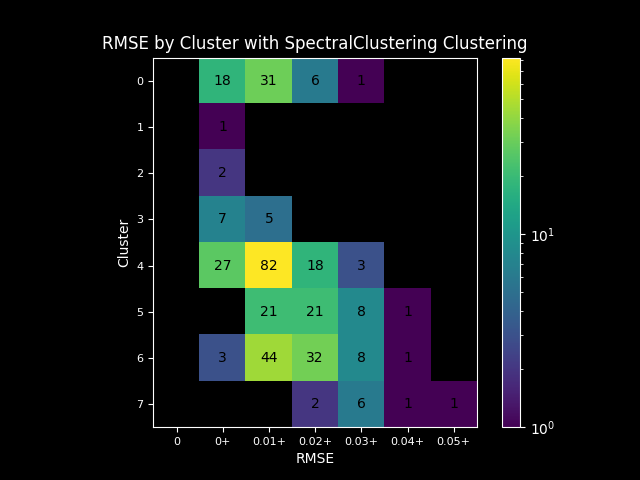 RMSE by Cluster with SpectralClustering Clustering
0 18 31 6 1
1 1
2 2
3 7 5
4 27 82 18 3
5 21 21 8 1
6 3 44 32 8 1
7 2 6 1 1
0 0+ 0.01+ 0.02+ 0.03+ 0.04+ 0.05+
RMSE
Cluster
10¹
10⁰